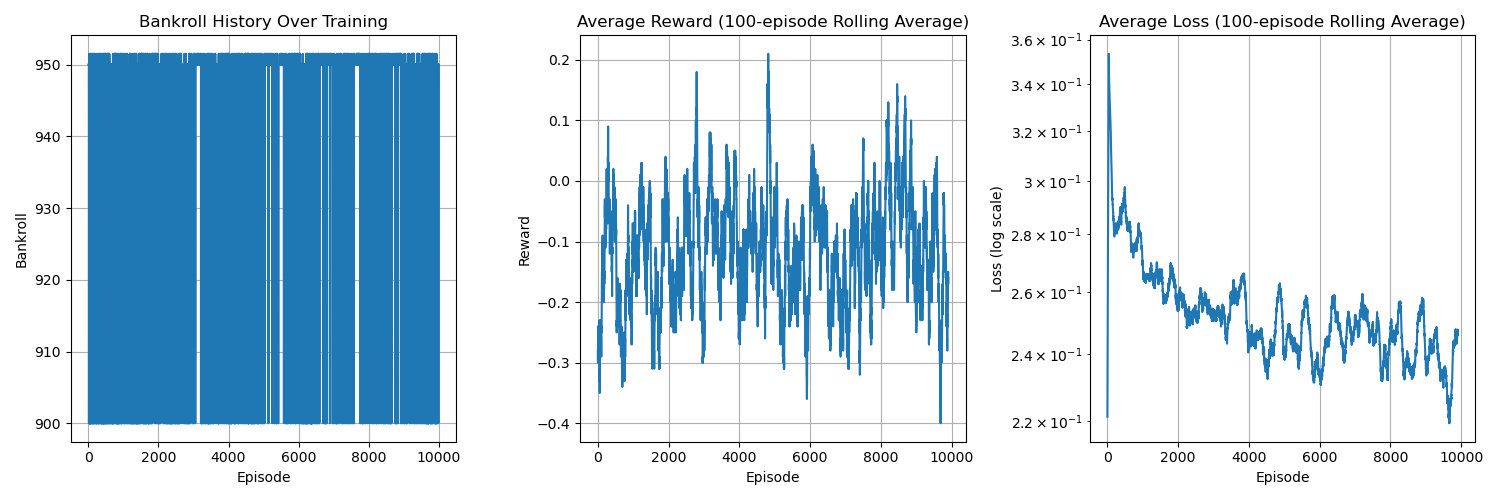 Bankroll History Over Training
Bankroll
950
940
930
920
910
900
0 2000 4000 6000 8000 10000
Episode
Average Reward (100-episode Rolling Average)
Reward
0.2
0.1
0.0
−0.1
−0.2
−0.3
−0.4
0 2000 4000 6000 8000 10000
Episode
Average Loss (100-episode Rolling Average)
Loss (log scale)
3.6 × 10⁻¹
3.4 × 10⁻¹
3.2 × 10⁻¹
3 × 10⁻¹
2.8 × 10⁻¹
2.6 × 10⁻¹
2.4 × 10⁻¹
2.2 × 10⁻¹
0 2000 4000 6000 8000 10000
Episode